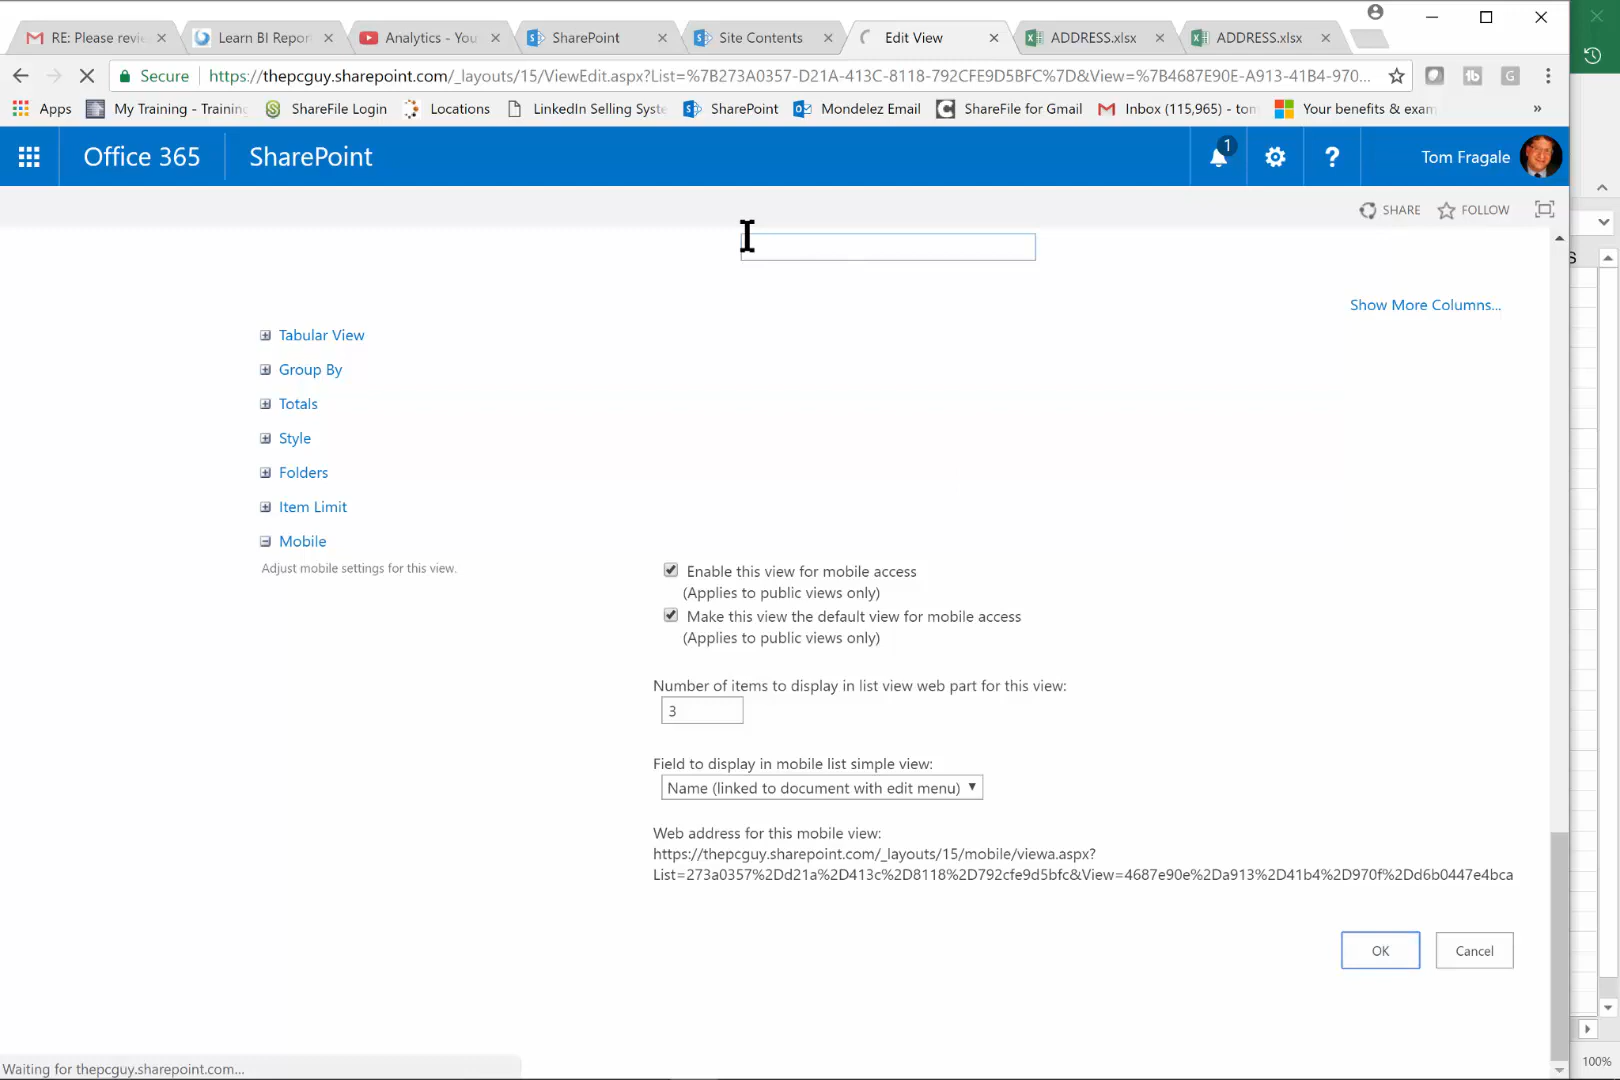 RE: Please revi
Learn BI Repor
Analytics - You
SharePoint
Site Contents
Edit View
ADDRESS.xlsx
ADDRESS.xlsx
Secure
https://thepcguy.sharepoint.com/_layouts/15/ViewEdit.aspx?List=%7B273A0357-D21A-413C-8118-792CFE9D5BFC%7D&View=%7B4687E90E-A913-41B4-970...
Apps
My Training - Training
ShareFile Login
Locations
LinkedIn Selling Syste
SharePoint
Mondelez Email
ShareFile for Gmail
Inbox (115,965) - tom
Your benefits & exam
»
Office 365
SharePoint
1
?
Tom Fragale
SHARE
FOLLOW
S
Show More Columns...
Tabular View
Group By
Totals
Style
Folders
Item Limit
Mobile
Adjust mobile settings for this view.
Enable this view for mobile access
(Applies to public views only)
Make this view the default view for mobile access
(Applies to public views only)
Number of items to display in list view web part for this view:
3
Field to display in mobile list simple view:
Name (linked to document with edit menu)
Web address for this mobile view:
https://thepcguy.sharepoint.com/_layouts/15/mobile/viewa.aspx?
List=273a0357%2Dd21a%2D413c%2D8118%2D792cfe9d5bfc&View=4687e90e%2Da913%2D41b4%2D970f%2Dd6b0447e4bca
OK
Cancel
Waiting for thepcguy.sharepoint.com...
100%